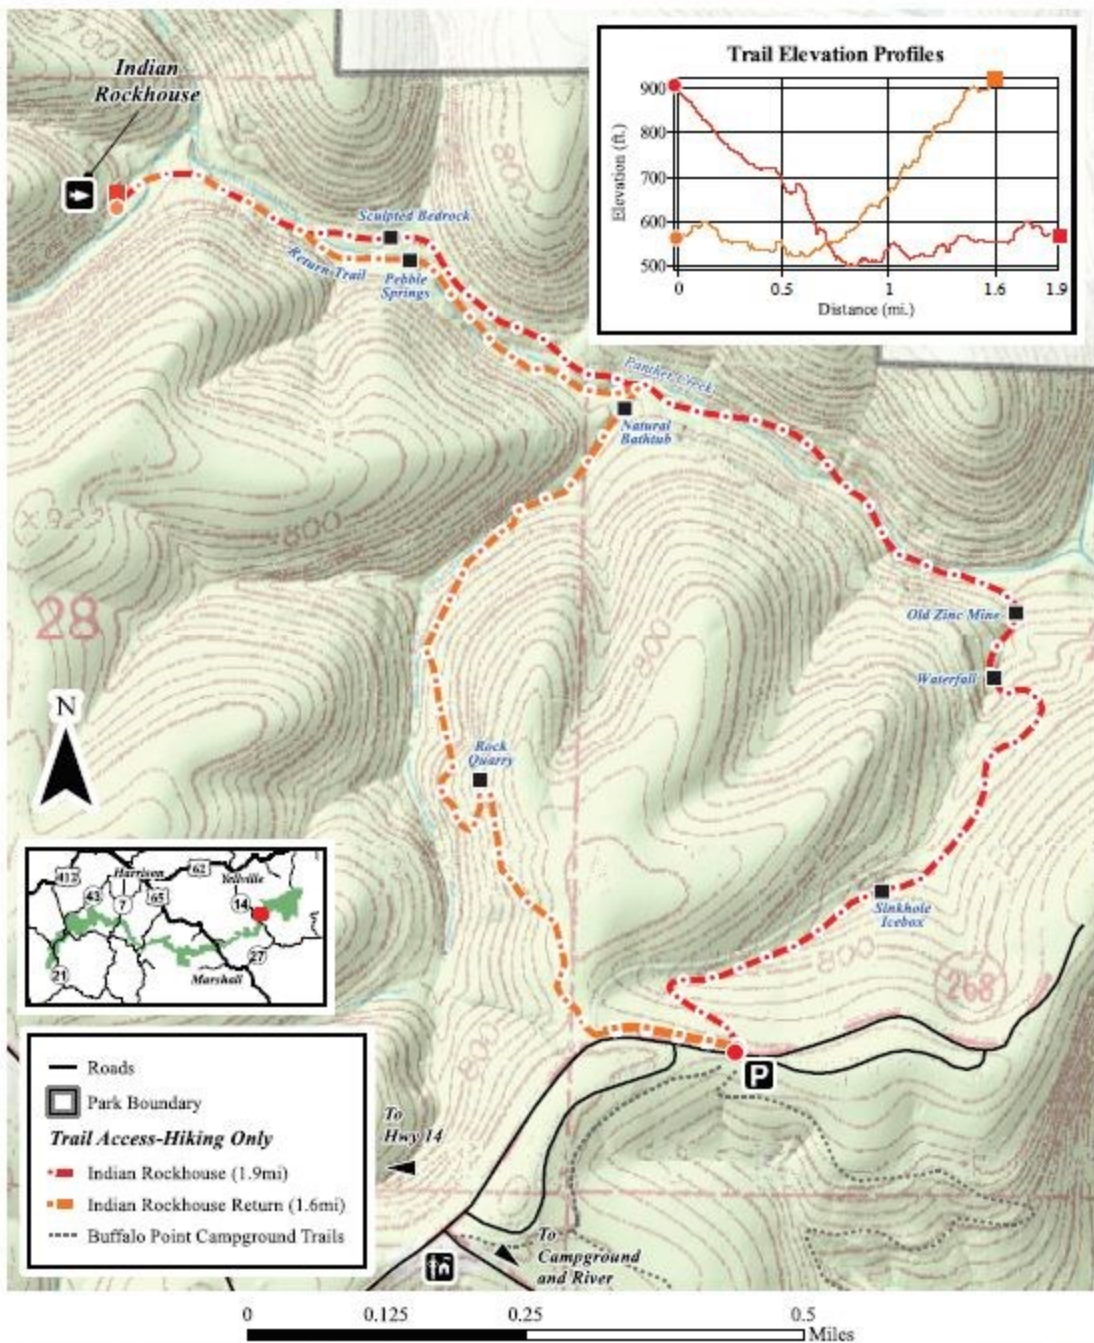 700
Indian
Rockhouse
80
Trail Elevation Profiles
900
800
700
600
500
Elevation (ft.)
0
0.5
1
1.6
1.9
Distance (mi.)
Sculpted Bedrock
Return Trail
Pebble
Springs
Panther Creek
Natural
Bathtub
800
28
800
Old Zinc Mine
Waterfall
N
Rock
Quarry
Sinkhole
Icebox
800
268
412
Harrison
62
Yellville
43
7
65
14
21
27
Marshall
800
P
Roads
Park Boundary
Trail Access-Hiking Only
Indian Rockhouse (1.9mi)
Indian Rockhouse Return (1.6mi)
Buffalo Point Campground Trails
To
Hwy 14
To
Campground
and River
0
0.125
0.25
0.5
Miles